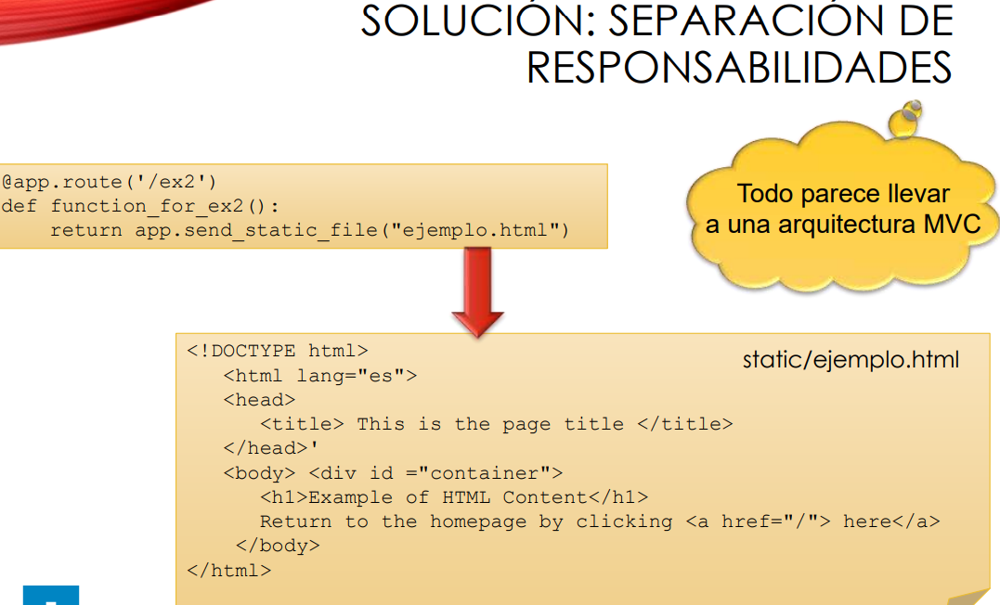 SOLUCIÓN: SEPARACIÓN DE
RESPONSABILIDADES
@app.route('/ex2')
def function_for_ex2():
    return app.send_static_file("ejemplo.html")
Todo parece llevar
a una arquitectura MVC
static/ejemplo.html
<!DOCTYPE html>
   <html lang="es">
   <head>
      <title> This is the page title </title>
   </head>'
   <body> <div id ="container">
      <h1>Example of HTML Content</h1>
      Return to the homepage by clicking <a href="/"> here</a>
    </body>
</html>